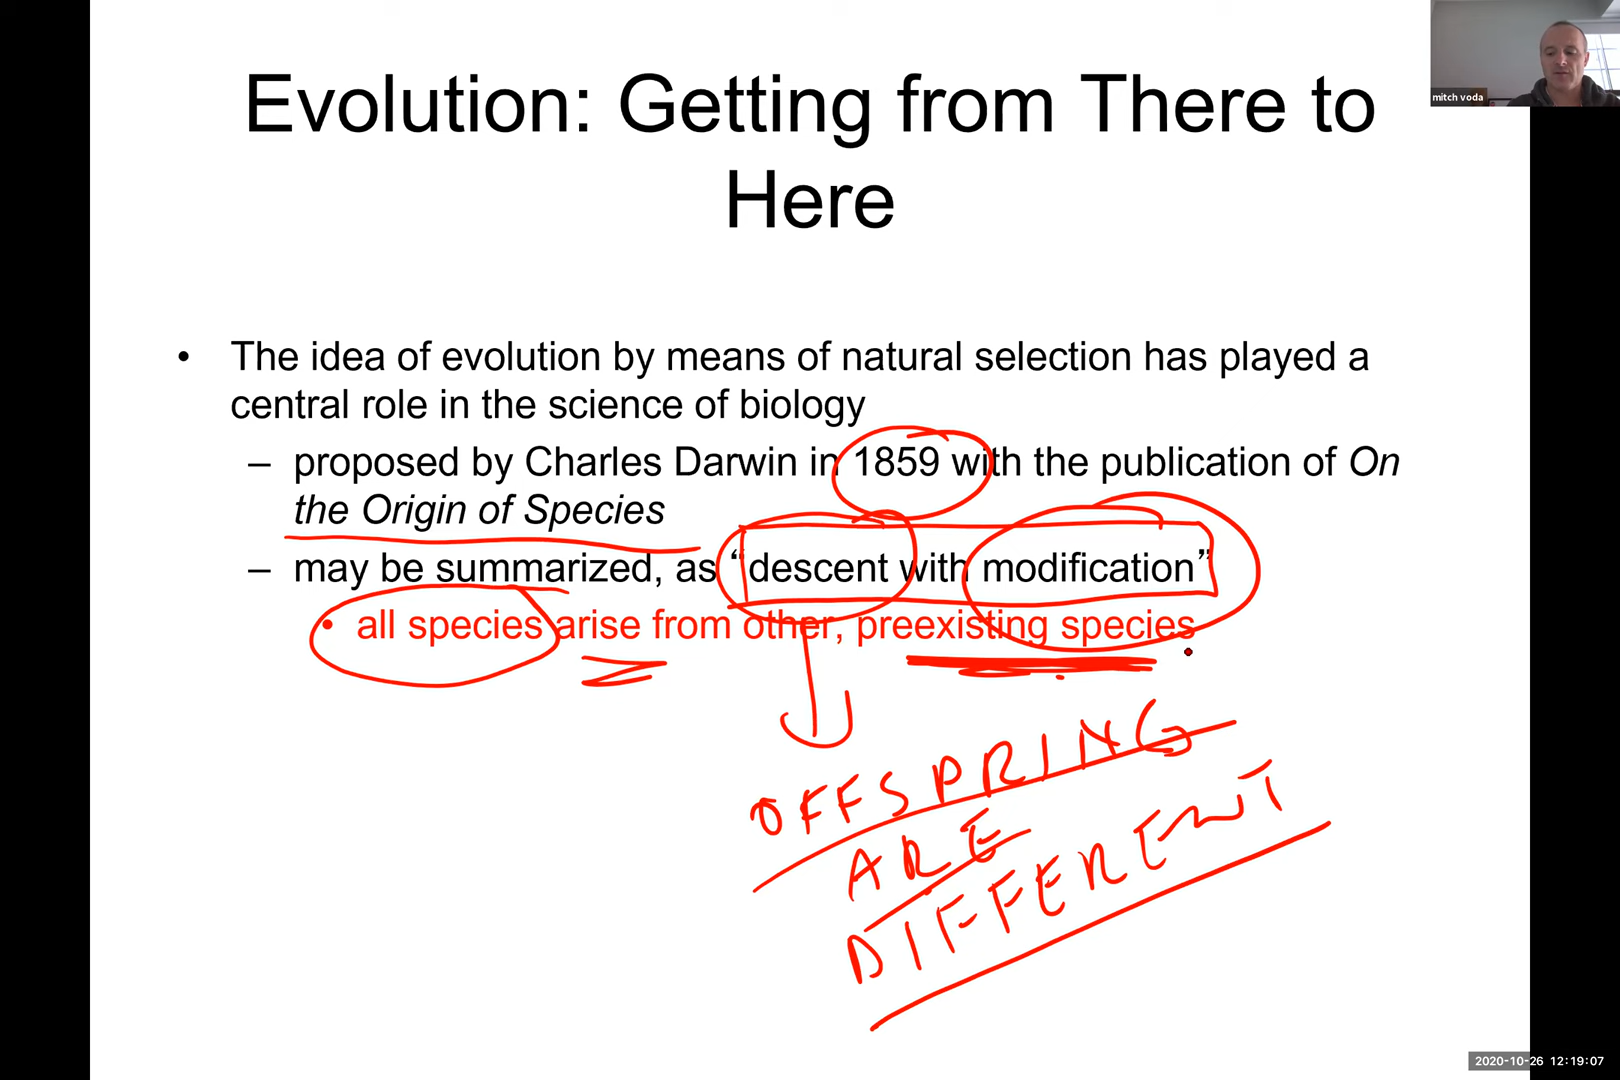 Evolution: Getting from There to
Here
mitch voda
• The idea of evolution by means of natural selection has played a
central role in the science of biology
– proposed by Charles Darwin in 1859 with the publication of On
the Origin of Species
– may be summarized, as “descent with modification”
• all species arise from other, preexisting species
OFFSPRING
ARE
DIFFERENT
2020-10-26 12:19:07